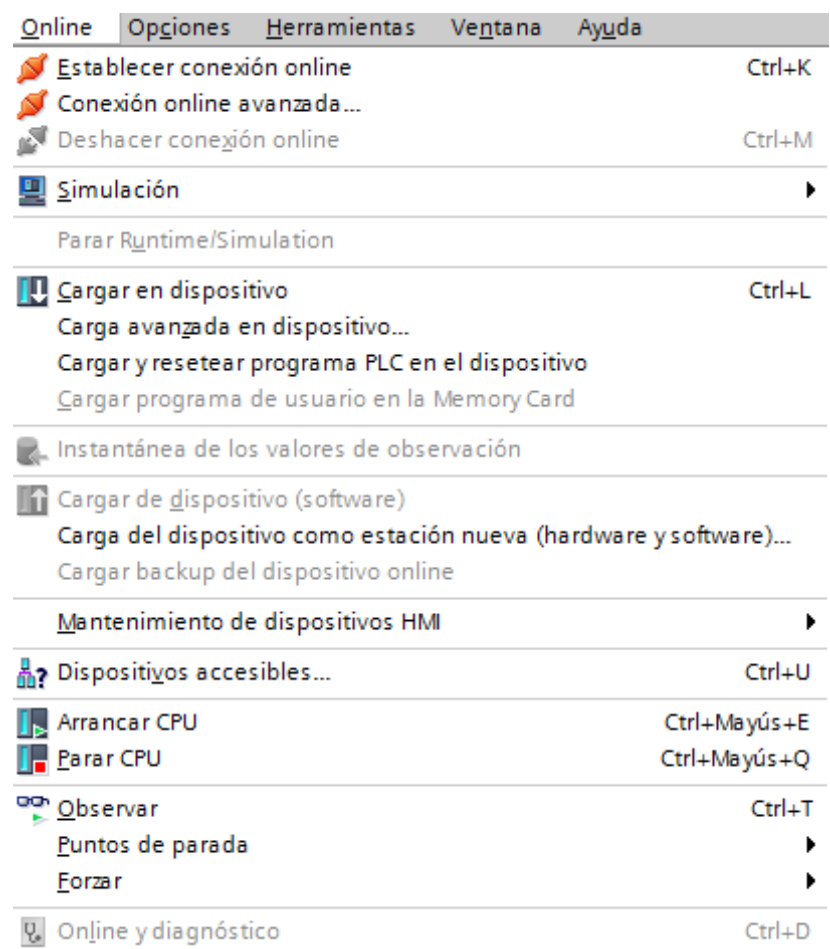 Online Opciones Herramientas Ventana Ayuda
Establecer conexión online Ctrl+K
Conexión online avanzada...
Deshacer conexión online Ctrl+M
Simulación
Parar Runtime/Simulation
Cargar en dispositivo Ctrl+L
Carga avanzada en dispositivo...
Cargar y resetear programa PLC en el dispositivo
Cargar programa de usuario en la Memory Card
Instantánea de los valores de observación
Cargar de dispositivo (software)
Carga del dispositivo como estación nueva (hardware y software)...
Cargar backup del dispositivo online
Mantenimiento de dispositivos HMI
Dispositivos accesibles... Ctrl+U
Arrancar CPU Ctrl+Mayús+E
Parar CPU Ctrl+Mayús+Q
Observar Ctrl+T
Puntos de parada
Forzar
Online y diagnóstico Ctrl+D